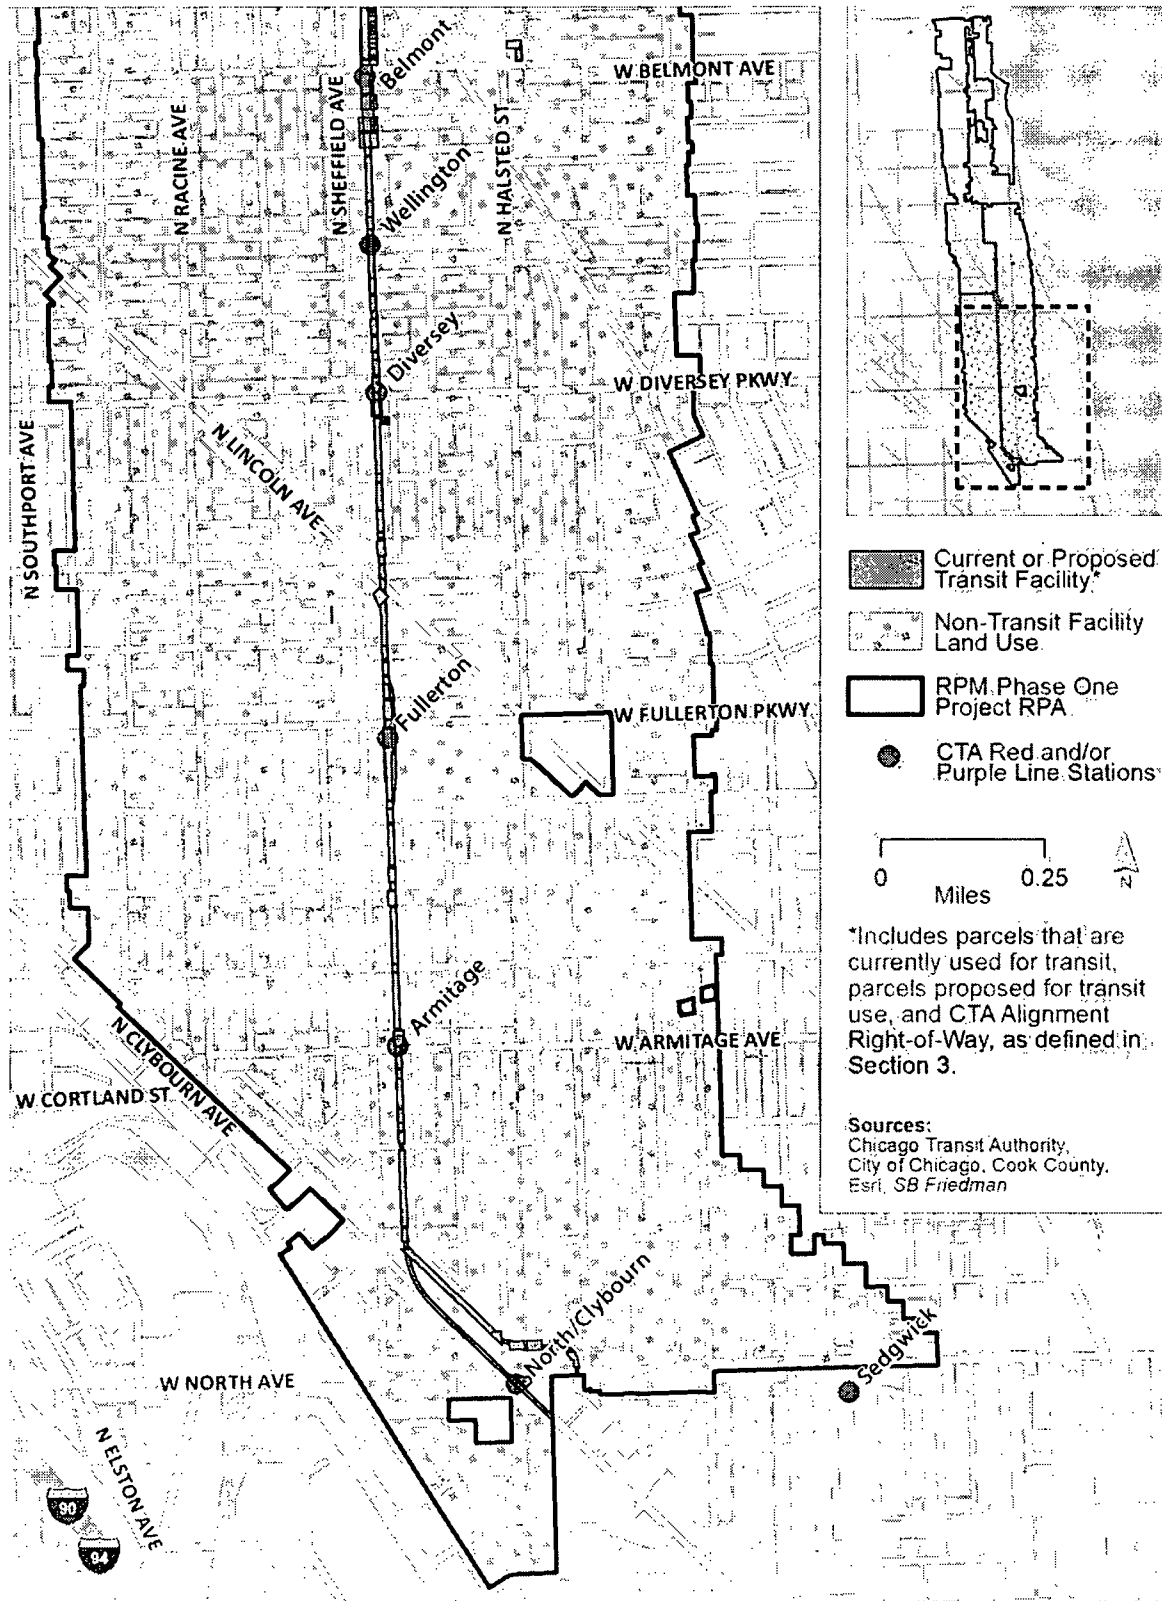 Belmont
W BELMONT AVE
N RACINE AVE
N SHEFFIELD AVE
N HALSTED ST
Wellington
Diversey
W DIVERSEY PKWY
N SOUTHPORT AVE
N LINCOLN AVE
Fullerton
W FULLERTON PKWY
Armitage
W ARMITAGE AVE
N CLYBOURN AVE
W CORTLAND ST
North/Clybourn
Sedgwick
W NORTH AVE
N ELSTON AVE
90
94
Current or Proposed
Transit Facility*
Non-Transit Facility
Land Use
RPM Phase One
Project RPA
CTA Red and/or
Purple Line Stations
0 0.25
Miles
N
*Includes parcels that are
currently used for transit,
parcels proposed for transit
use, and CTA Alignment
Right-of-Way, as defined in
Section 3.
Sources:
Chicago Transit Authority,
City of Chicago, Cook County,
Esri, SB Friedman